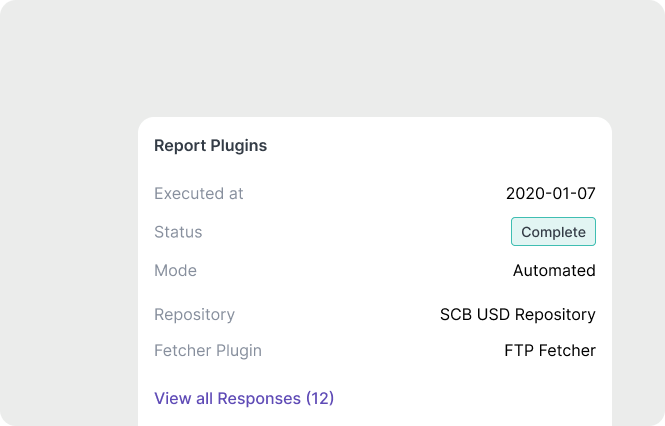 Report Plugins
Executed at 2020-01-07
Status Complete
Mode Automated
Repository SCB USD Repository
Fetcher Plugin FTP Fetcher
View all Responses (12)